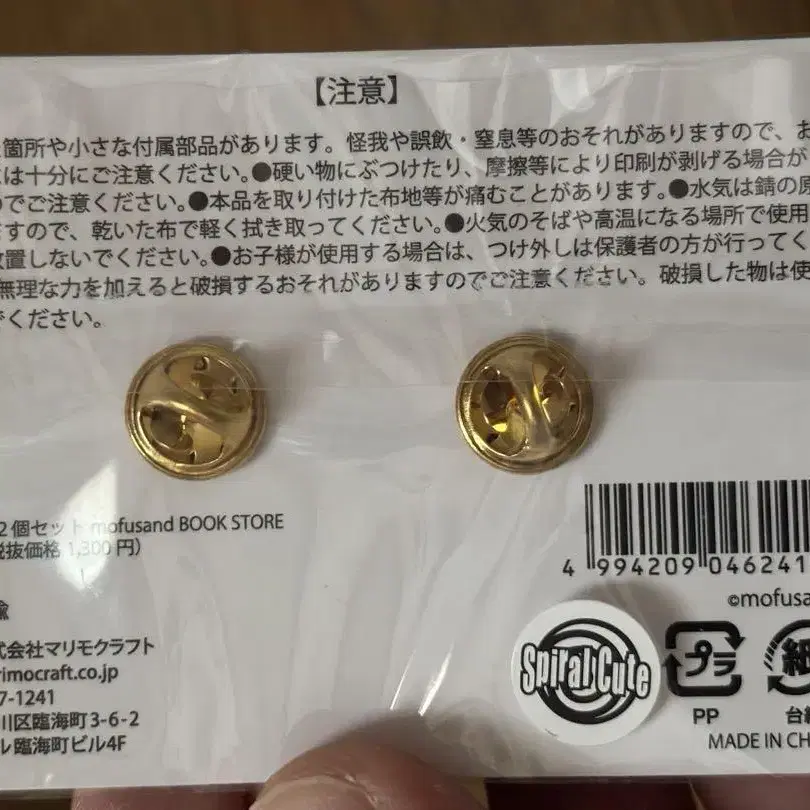 【注意】
箇所や小さな付属部品があります。怪我や誤飲・窒息等のおそれがありますので、お
は十分にご注意ください。●硬い物にぶつけたり、摩擦等により印刷が剥げる場合が
のでご注意ください。●本品を取り付けた布地等が痛むことがあります。●水気は錆の原
ますので、乾いた布で軽く拭き取ってください。●火気のそばや高温になる場所で使用
放置しないでください。●お子様が使用する場合は、つけ外しは保護者の方が行ってく
無理な力を加えると破損するおそれがありますのでご注意ください。破損した物は使
でください。
2個セット mofusand BOOK STORE
税抜価格 1,300円）
4 994209 046241
©mofusa
式会社マリモクラフト
rimocraft.co.jp
7-1241
川区臨海町3-6-2
ル臨海町ビル4F
Spiral Cute
プラ
PP
紙
台紙
MADE IN CH